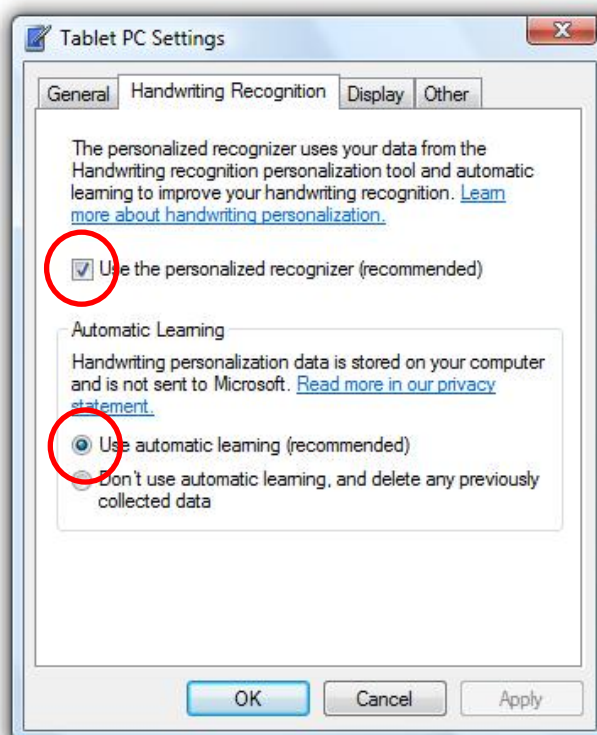 Tablet PC Settings
General Handwriting Recognition Display Other
The personalized recognizer uses your data from the
Handwriting recognition personalization tool and automatic
learning to improve your handwriting recognition. Learn
more about handwriting personalization.
Use the personalized recognizer (recommended)
Automatic Learning
Handwriting personalization data is stored on your computer
and is not sent to Microsoft. Read more in our privacy
statement.
Use automatic learning (recommended)
Don't use automatic learning, and delete any previously
collected data
OK Cancel Apply